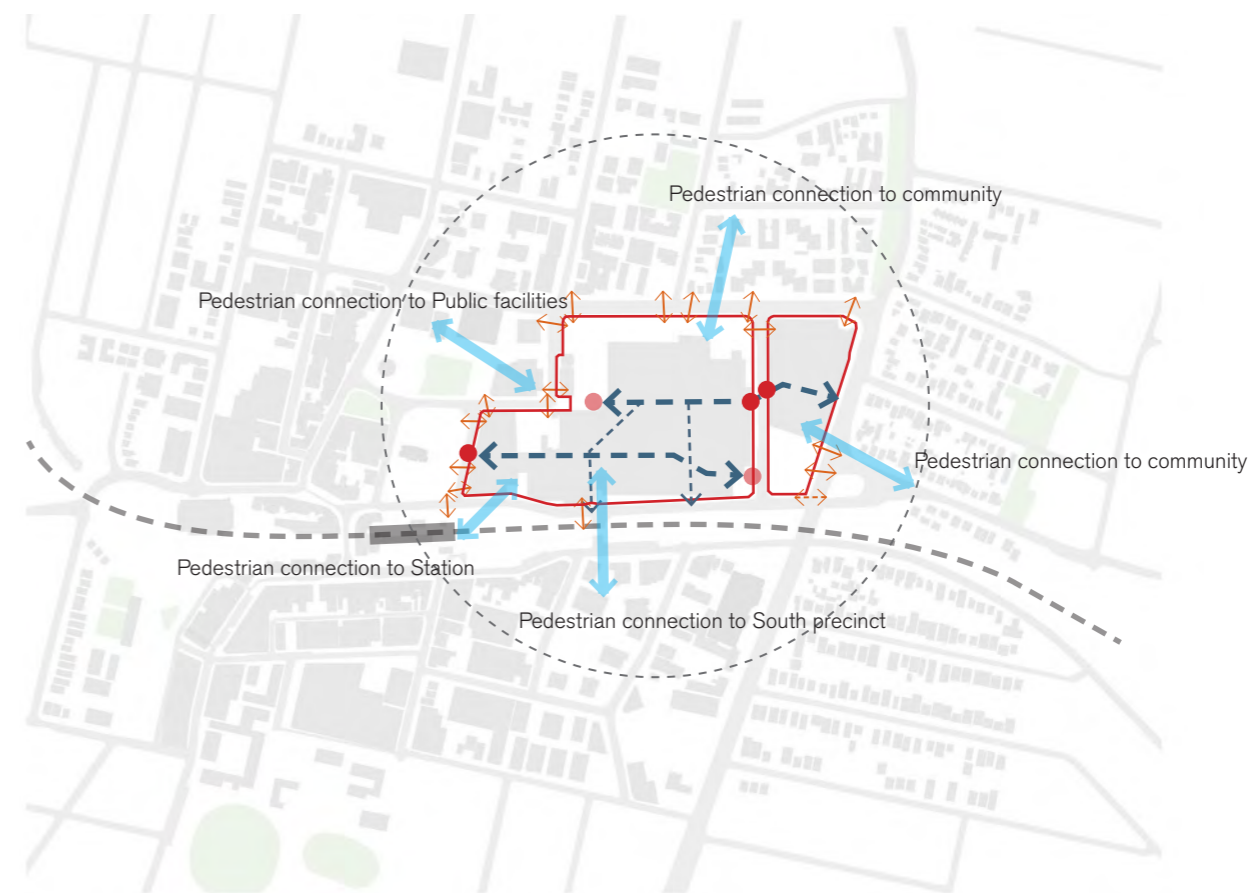 Pedestrian connection to community
Pedestrian connection to Public facilities
Pedestrian connection to community
Pedestrian connection to Station
Pedestrian connection to South precinct